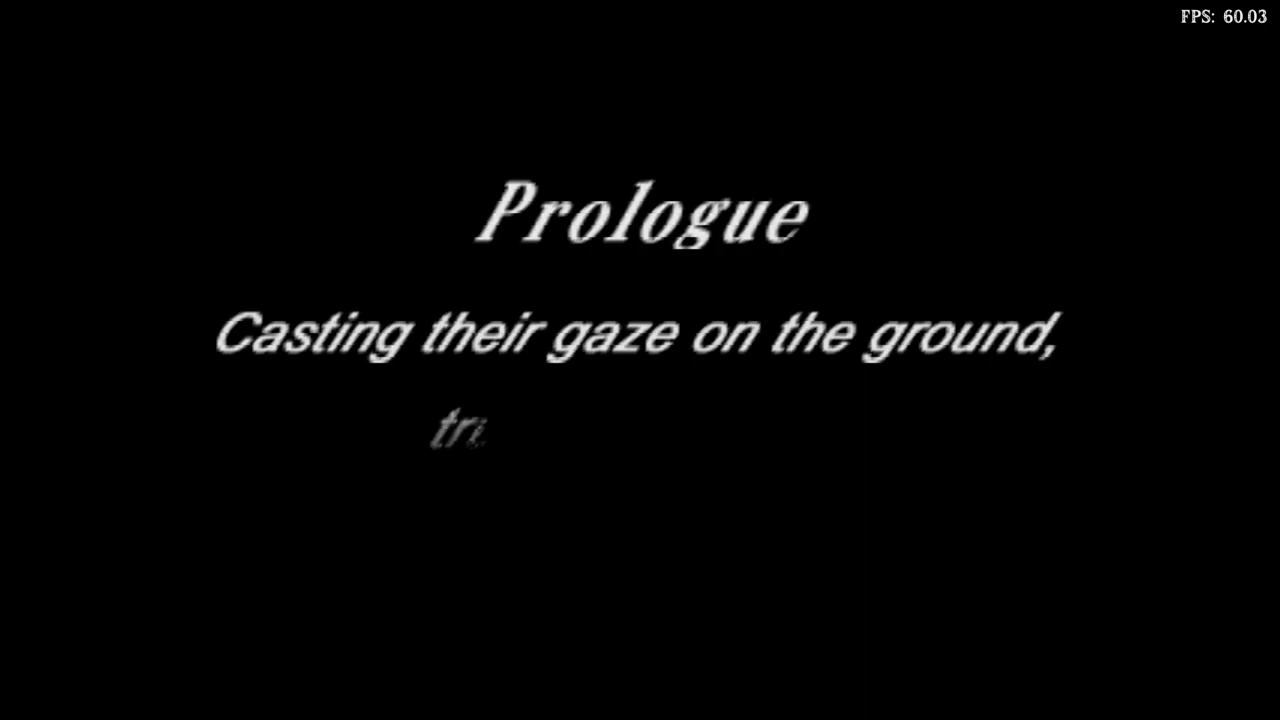 FPS: 60.03
Prologue
Casting their gaze on the ground,